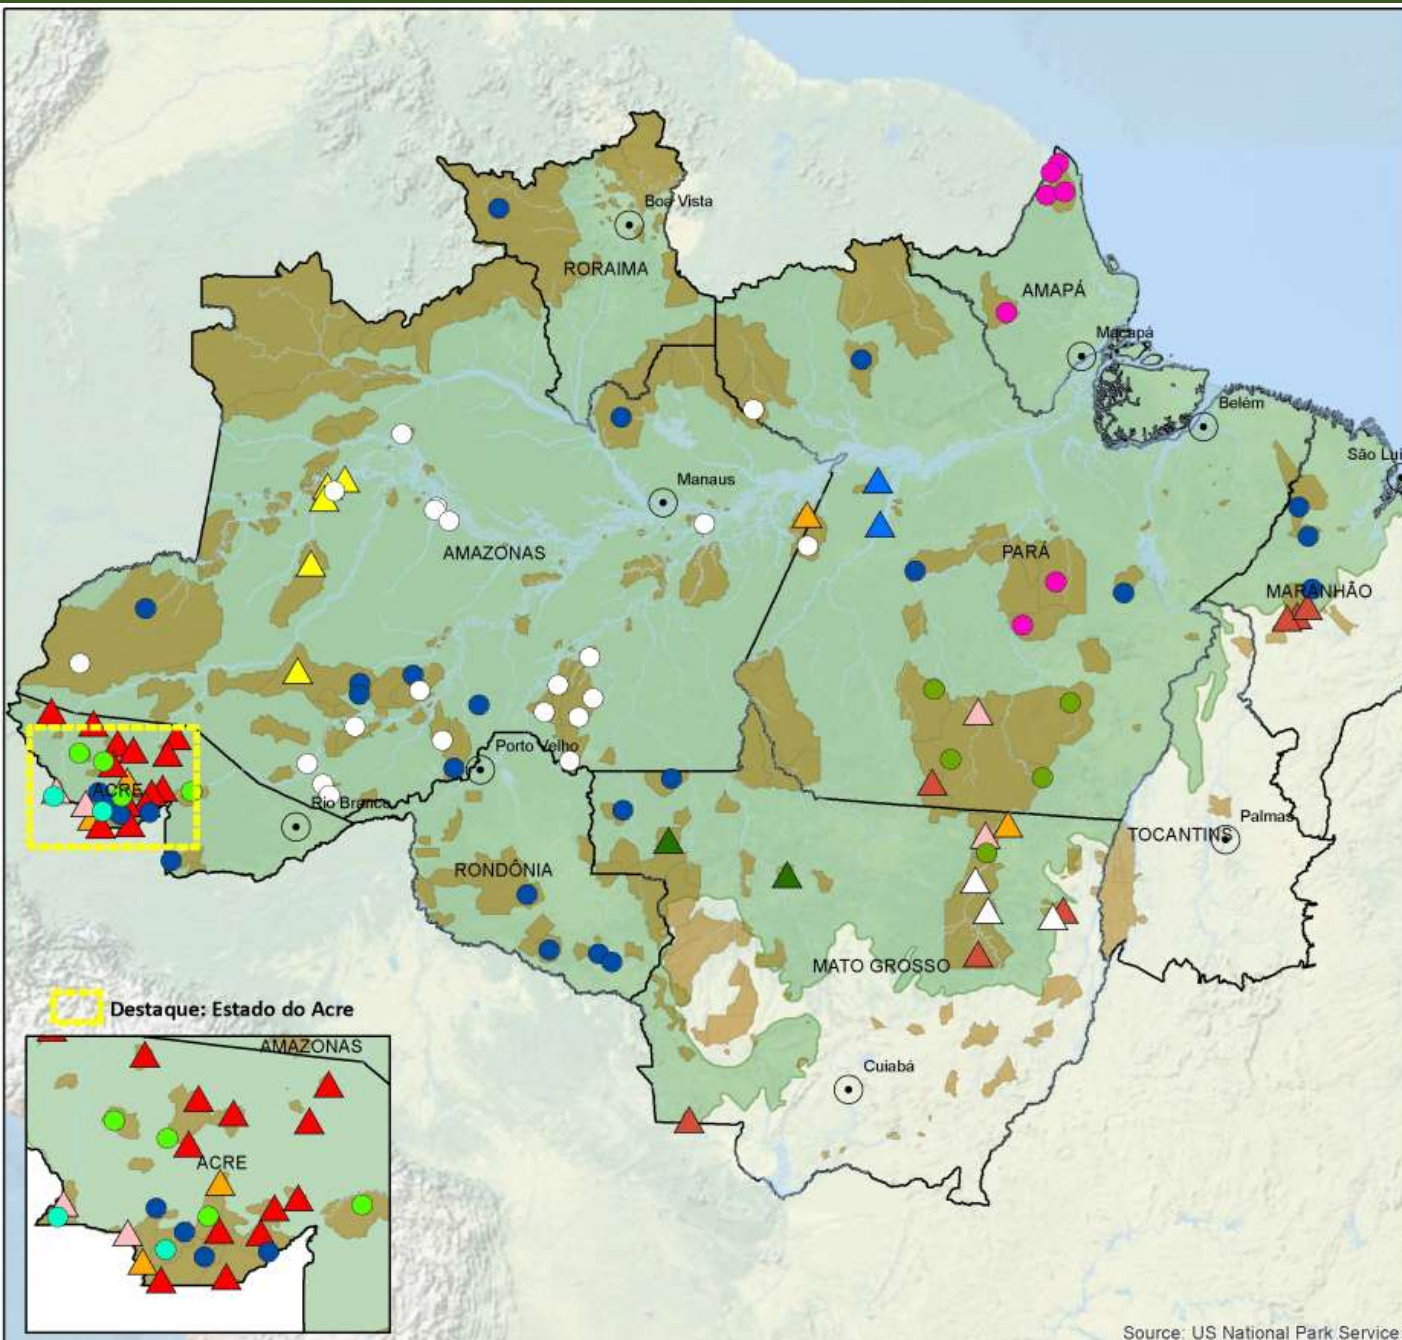 Boa Vista
RORAIMA
AMAPÁ
Macapá
Belém
São Lui
Manaus
AMAZONAS
PARÁ
MARANHÃO
Porto Velho
ACRE
Rio Branco
Palmas
TOCANTINS
RONDÔNIA
MATO GROSSO
Destaque: Estado do Acre
AMAZONAS
Cuiabá
ACRE
Source: US National Park Service